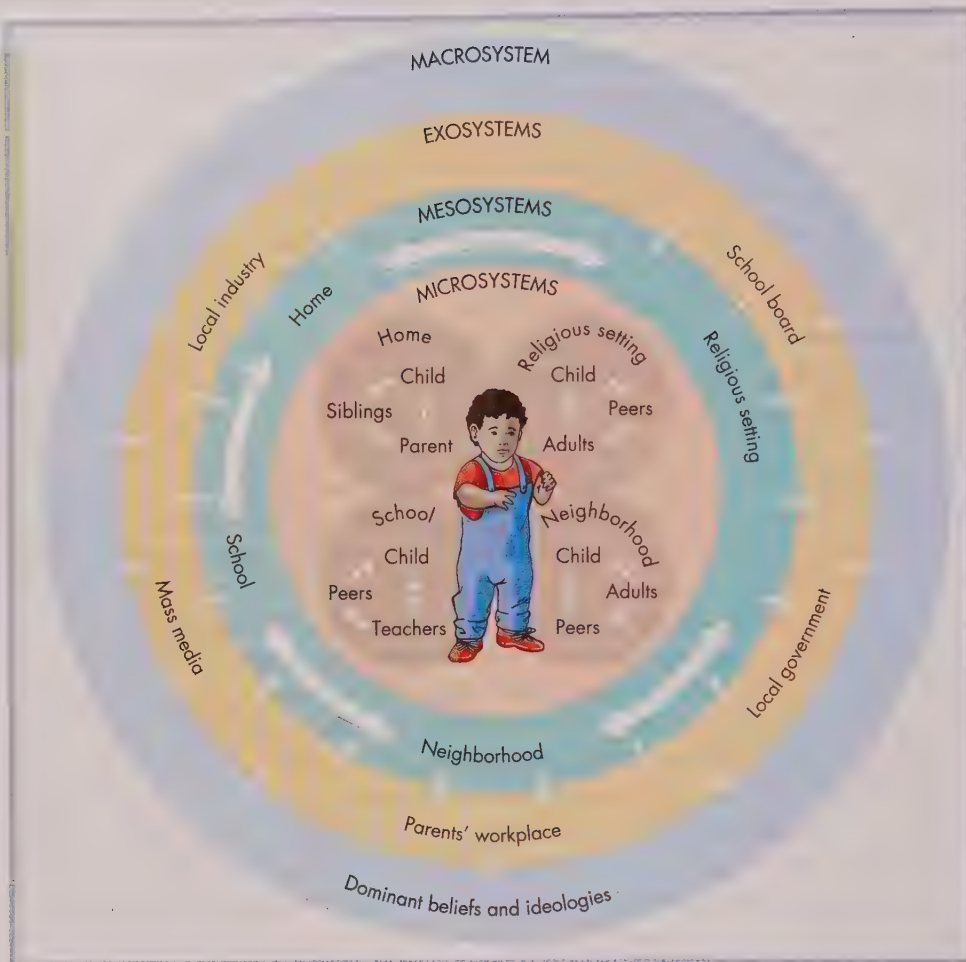 MACROSYSTEM
EXOSYSTEMS
MESOSYSTEMS
MICROSYSTEMS
Local industry
Home
School board
Religious setting
Home
Child
Siblings
Parent
Religious setting
Child
Peers
Adults
School
Child
Peers
Teachers
Neighborhood
Child
Adults
Peers
School
Mass media
Local government
Neighborhood
Parents' workplace
Dominant beliefs and ideologies